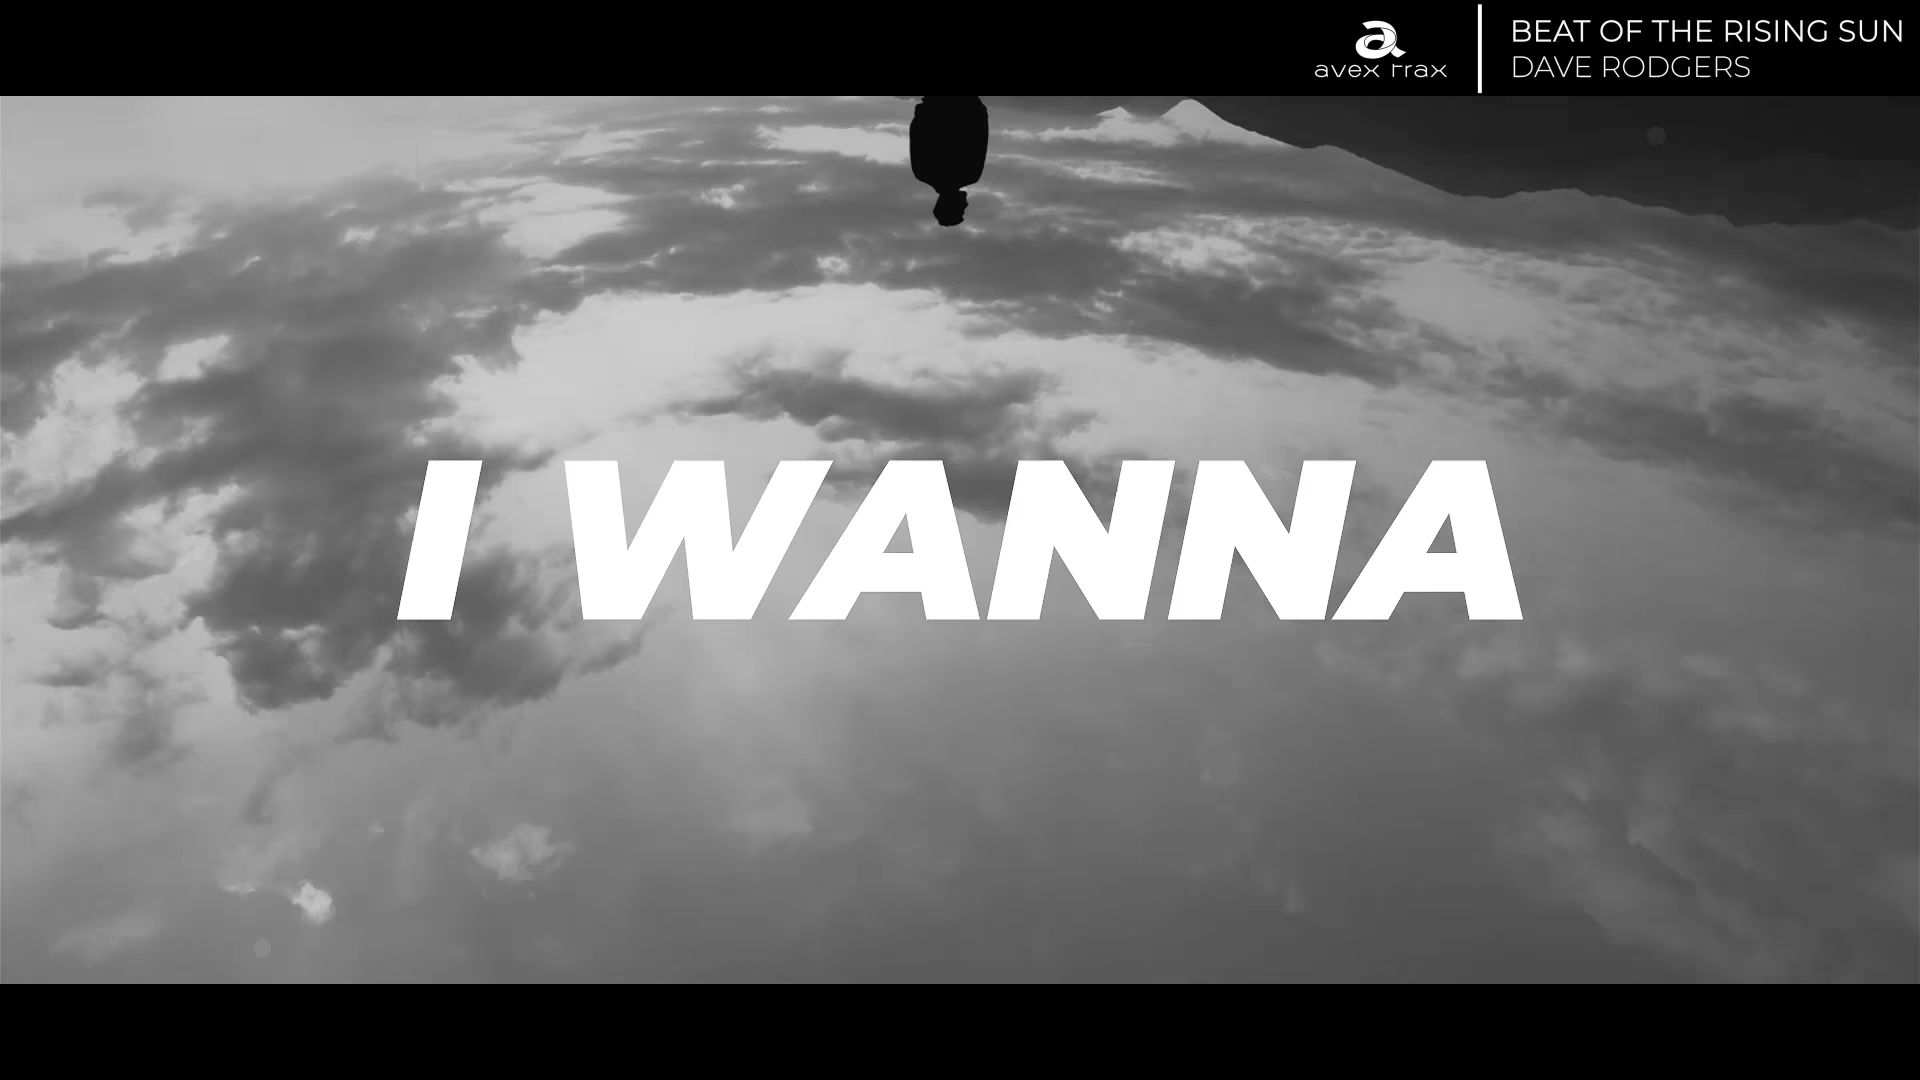 avex trax
BEAT OF THE RISING SUN
DAVE RODGERS
I WANNA